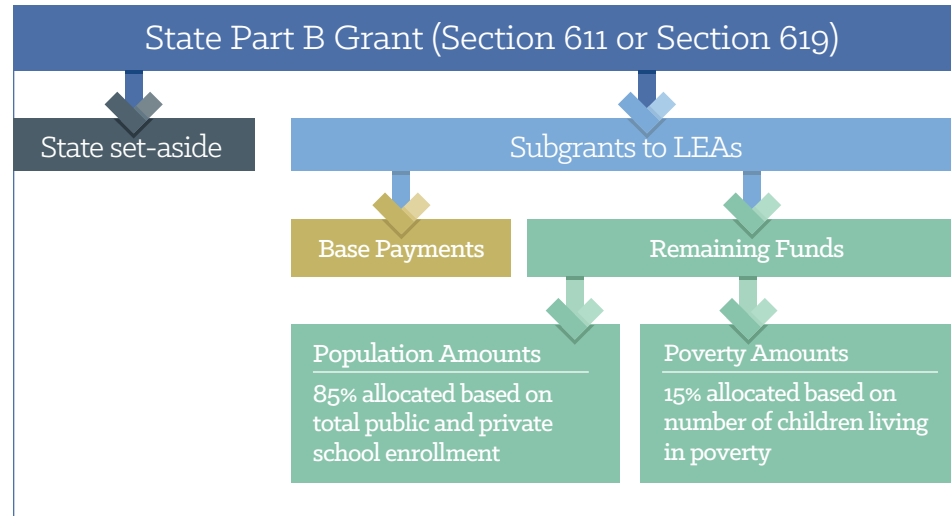 State Part B Grant (Section 611 or Section 619)
State set-aside
Subgrants to LEAs
Base Payments
Remaining Funds
Population Amounts
85% allocated based on
total public and private
school enrollment
Poverty Amounts
15% allocated based on
number of children living
in poverty